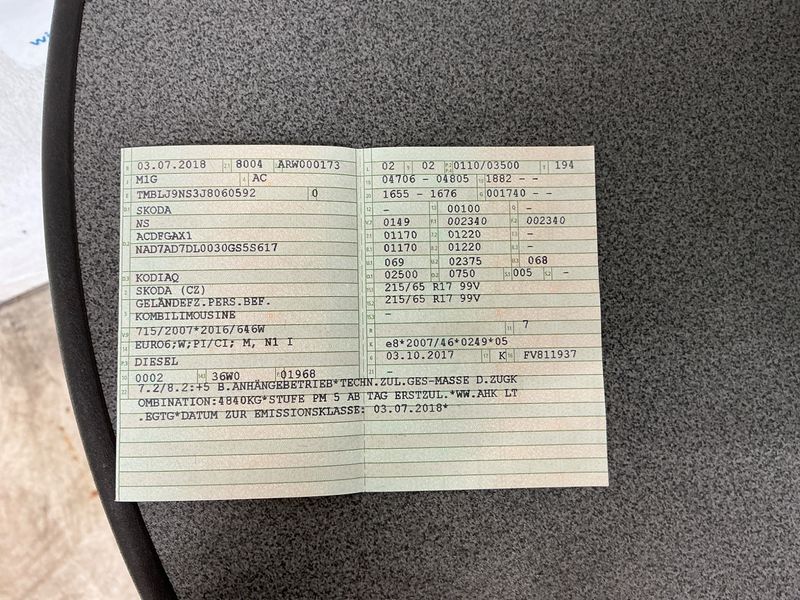 03.07.2018 8004 ARW000173
M1G AC
TMBLJ9NS3J8060592 0
SKODA
NS
ACDFGAX1
NAD7AD7DL0030GS5S617
KODIAQ
SKODA (CZ)
GELÄNDEFZ.PERS.BEF.
KOMBILIMOUSINE
715/2007*2016/646W
EURO6;W;PI/CI; M, N1 I
DIESEL
0002 36W0 01968
02 02 0110/03500 194
04706 - 04805 1882 - -
1655 - 1676 001740 - -
- 00100 -
0149 002340 002340
01170 01220 -
01170 01220 -
069 02375 068
02500 0750 005 -
215/65 R17 99V
215/65 R17 99V
-
7
e8*2007/46*0249*05
03.10.2017 K FV811937
-
7.2/8.2:+5 B.ANHÄNGEBETRIEB*TECHN.ZUL.GES-MASSE D.ZUGK
OMBINATION:4840KG*STUFE PM 5 AB TAG ERSTZUL.*WW.AHK LT
.EGTG*DATUM ZUR EMISSIONSKLASSE: 03.07.2018*